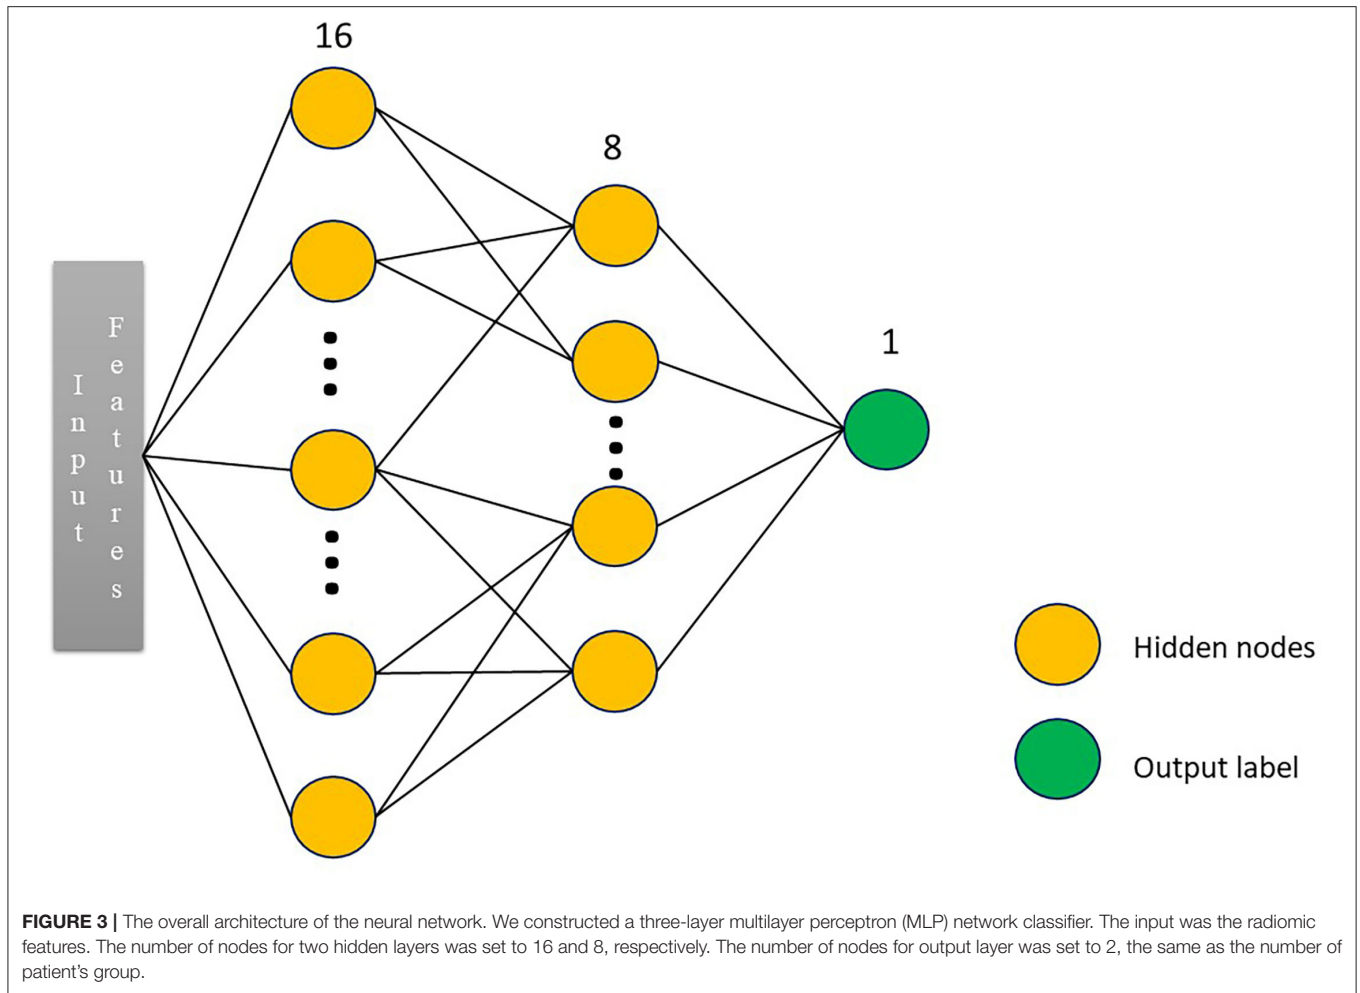 16
8
1
Input
Features
Hidden nodes
Output label
FIGURE 3 | The overall architecture of the neural network. We constructed a three-layer multilayer perceptron (MLP) network classifier. The input was the radiomic
features. The number of nodes for two hidden layers was set to 16 and 8, respectively. The number of nodes for output layer was set to 2, the same as the number of
patient’s group.